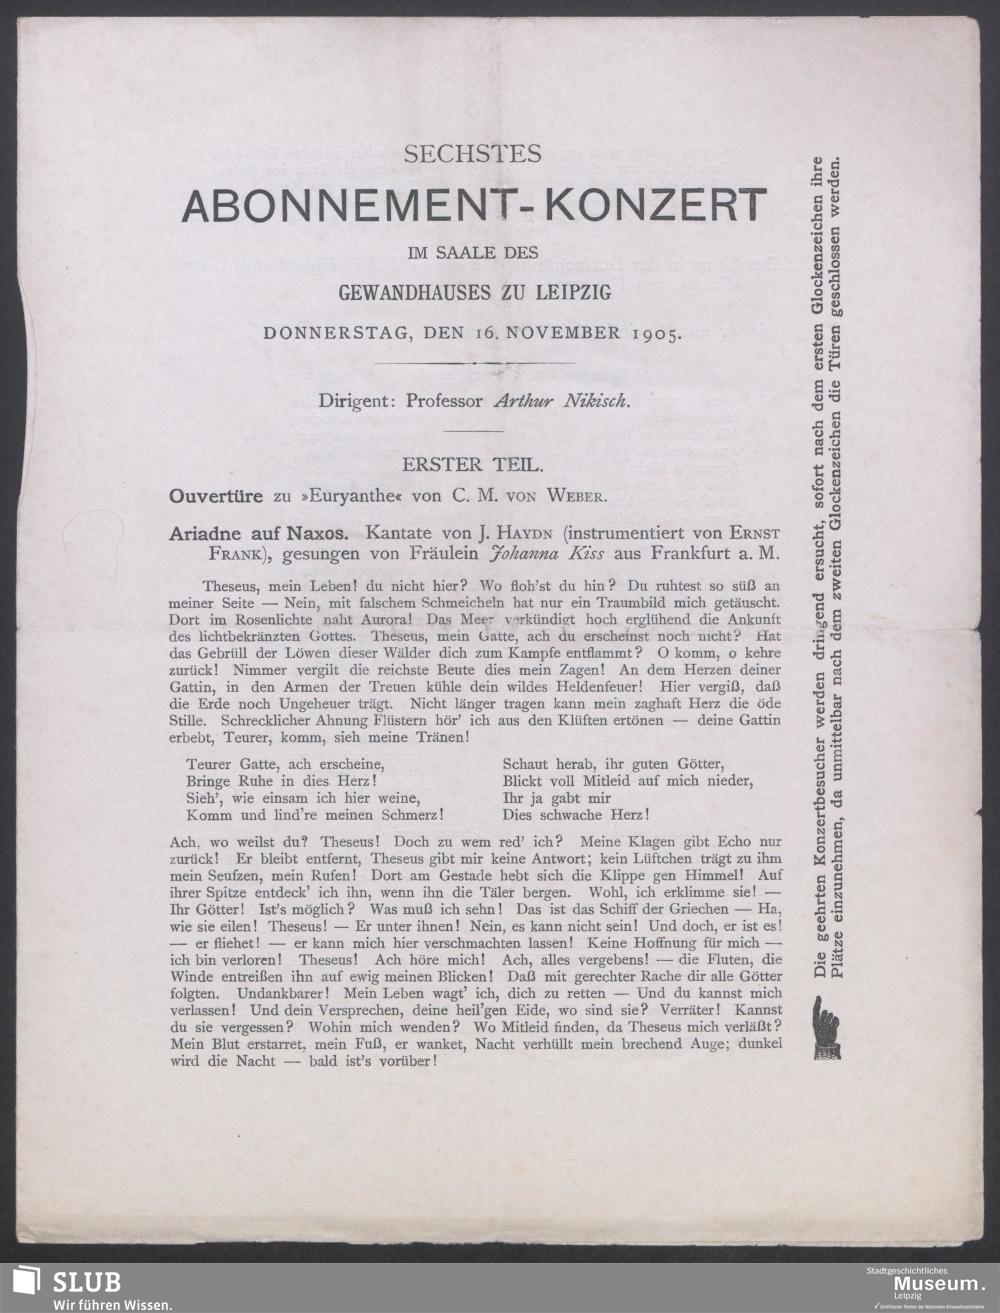 SECHSTES
ABONNEMENT-KONZERT
IM SAALE DES
GEWANDHAUSES ZU LEIPZIG
DONNERSTAG, DEN 16. NOVEMBER 1905.
Dirigent: Professor Arthur Nikisch.
ERSTER TEIL.
Ouvertüre zu »Euryanthe« von C. M. VON WEBER.
Ariadne auf Naxos. Kantate von J. HAYDN (instrumentiert von ERNST
FRANK), gesungen von Fräulein Johanna Kiss aus Frankfurt a. M.
Theseus, mein Leben! du nicht hier? Wo floh'st du hin? Du ruhtest so süß an
meiner Seite — Nein, mit falschem Schmeicheln hat nur ein Traumbild mich getäuscht.
Dort im Rosenlichte naht Aurora! Das Meer verkündigt hoch erglühend die Ankunft
des lichtbekränzten Gottes. Theseus, mein Gatte, ach du erscheinst noch nicht? Hat
das Gebrüll der Löwen dieser Wälder dich zum Kampfe entflammt? O komm, o kehre
zurück! Nimmer vergilt die reichste Beute dies mein Zagen! An dem Herzen deiner
Gattin, in den Armen der Treuen kühle dein wildes Heldenfeuer! Hier vergiß, daß
die Erde noch Ungeheuer trägt. Nicht länger tragen kann mein zaghaft Herz die öde
Stille. Schrecklicher Ahnung Flüstern hör' ich aus den Klüften ertönen — deine Gattin
erbebt, Teurer, komm, sieh meine Tränen!
Teurer Gatte, ach erscheine,
Bringe Ruhe in dies Herz!
Sieh', wie einsam ich hier weine,
Komm und lind're meinen Schmerz!
Schaut herab, ihr guten Götter,
Blickt voll Mitleid auf mich nieder,
Ihr ja gabt mir
Dies schwache Herz!
Ach, wo weilst du? Theseus! Doch zu wem red' ich? Meine Klagen gibt Echo nur
zurück! Er bleibt entfernt, Theseus gibt mir keine Antwort; kein Lüftchen trägt zu ihm
mein Seufzen, mein Rufen! Dort am Gestade hebt sich die Klippe gen Himmel! Auf
ihrer Spitze entdeck' ich ihn, wenn ihn die Täler bergen. Wohl, ich erklimme sie! —
Ihr Götter! Ist's möglich? Was muß ich sehn! Das ist das Schiff der Griechen — Ha,
wie sie eilen! Theseus! — Er unter ihnen! Nein, es kann nicht sein! Und doch, er ist es!
— er fliehet! — er kann mich hier verschmachten lassen! Keine Hoffnung für mich —
ich bin verloren! Theseus! Ach höre mich! Ach, alles vergebens! — die Fluten, die
Winde entreißen ihn auf ewig meinen Blicken! Daß mit gerechter Rache dir alle Götter
folgten. Undankbarer! Mein Leben wagt' ich, dich zu retten — Und du kannst mich
verlassen! Und dein Versprechen, deine heil'gen Eide, wo sind sie? Verräter! Kannst
du sie vergessen? Wohin mich wenden? Wo Mitleid finden, da Theseus mich verläßt?
Mein Blut erstarret, mein Fuß, er wanket, Nacht verhüllt mein brechend Auge; dunkel
wird die Nacht — bald ist's vorüber!
Die geehrten Konzertbesucher werden dringend ersucht, sofort nach dem ersten Glockenzeichen ihre
Plätze einzunehmen, da unmittelbar nach dem zweiten Glockenzeichen die Türen geschlossen werden.
SLUB
Wir führen Wissen.
Stadtgeschichtliches
Museum.
Leipzig
Zertifizierter Partner der Nationalen Klimaschutzinitiative